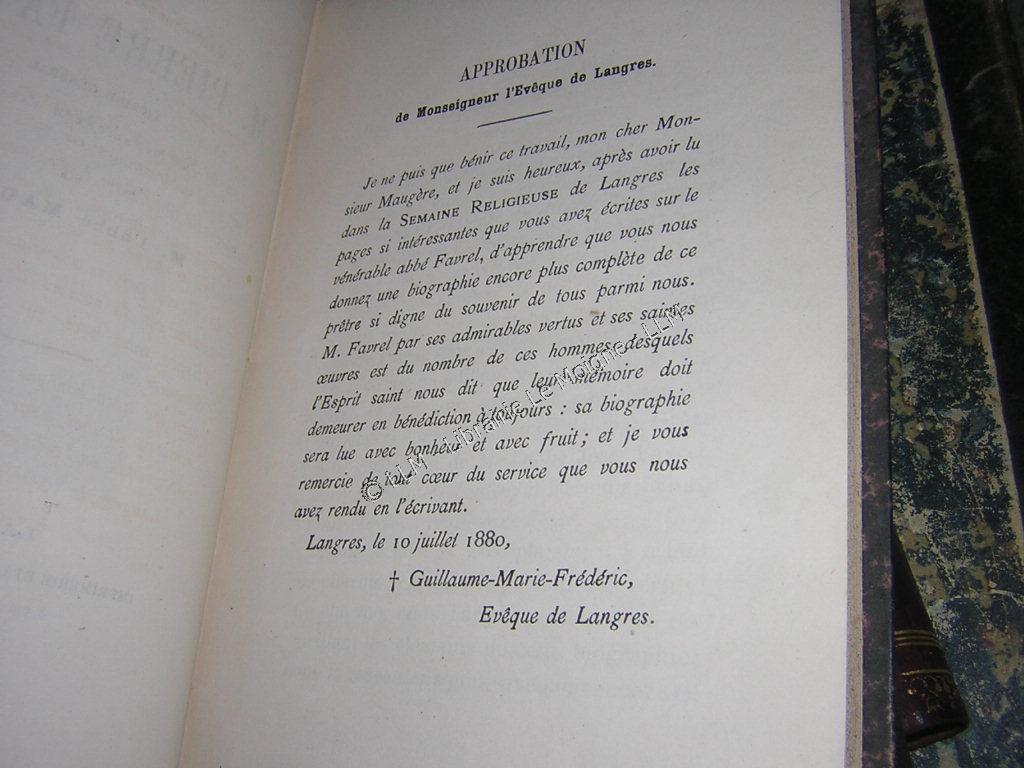 APPROBATION
de Monseigneur l'Evêque de Langres.
Je ne puis que bénir ce travail, mon cher Mon-
sieur Maugère, et je suis heureux, après avoir lu
dans la SEMAINE RELIGIEUSE de Langres les
pages si intéressantes que vous avez écrites sur le
vénérable abbé Favrel, d'apprendre que vous nous
donnez une biographie encore plus complète de ce
prêtre si digne du souvenir de tous parmi nous.
M. Favrel par ses admirables vertus et ses saintes
œuvres est du nombre de ces hommes desquels
l'Esprit saint nous dit que leur mémoire doit
demeurer en bénédiction à toujours : sa biographie
sera lue avec bonheur et avec fruit; et je vous
remercie de tout cœur du service que vous nous
avez rendu en l'écrivant.
Langres, le 10 juillet 1880,
† Guillaume-Marie-Frédéric,
Evêque de Langres.
© LLM Librairie Le Moigne LLM